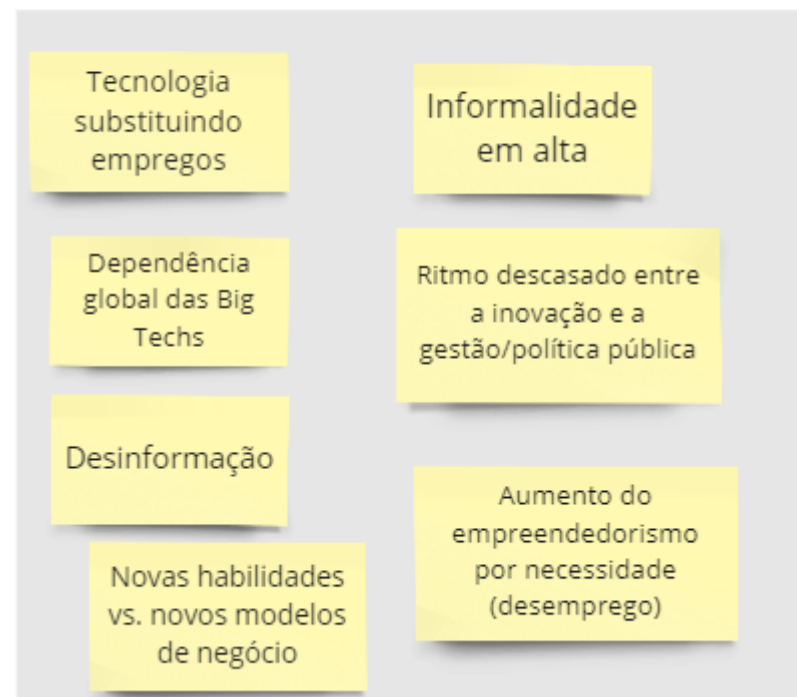 Tecnologia
substituindo
empregos
Informalidade
em alta
Dependência
global das Big
Techs
Ritmo descasado entre
a inovação e a
gestão/política pública
Desinformação
Aumento do
empreendedorismo
por necessidade
(desemprego)
Novas habilidades
vs. novos modelos
de negócio